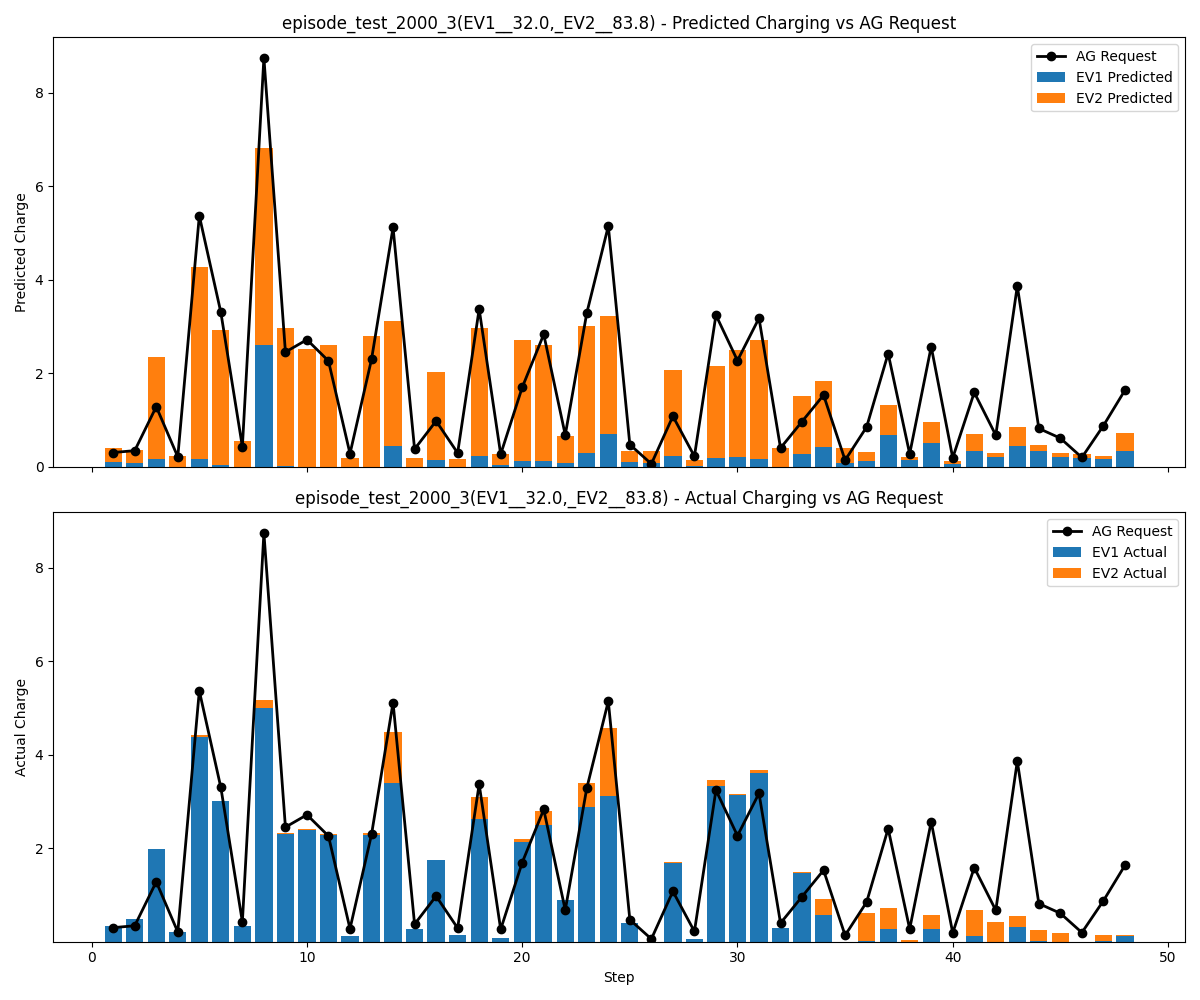 episode_test_2000_3(EV1__32.0,_EV2__83.8) - Predicted Charging vs AG Request
AG Request
EV1 Predicted
EV2 Predicted
Predicted Charge
8
6
4
2
0
episode_test_2000_3(EV1__32.0,_EV2__83.8) - Actual Charging vs AG Request
AG Request
EV1 Actual
EV2 Actual
Actual Charge
8
6
4
2
0
10
20
30
40
50
Step